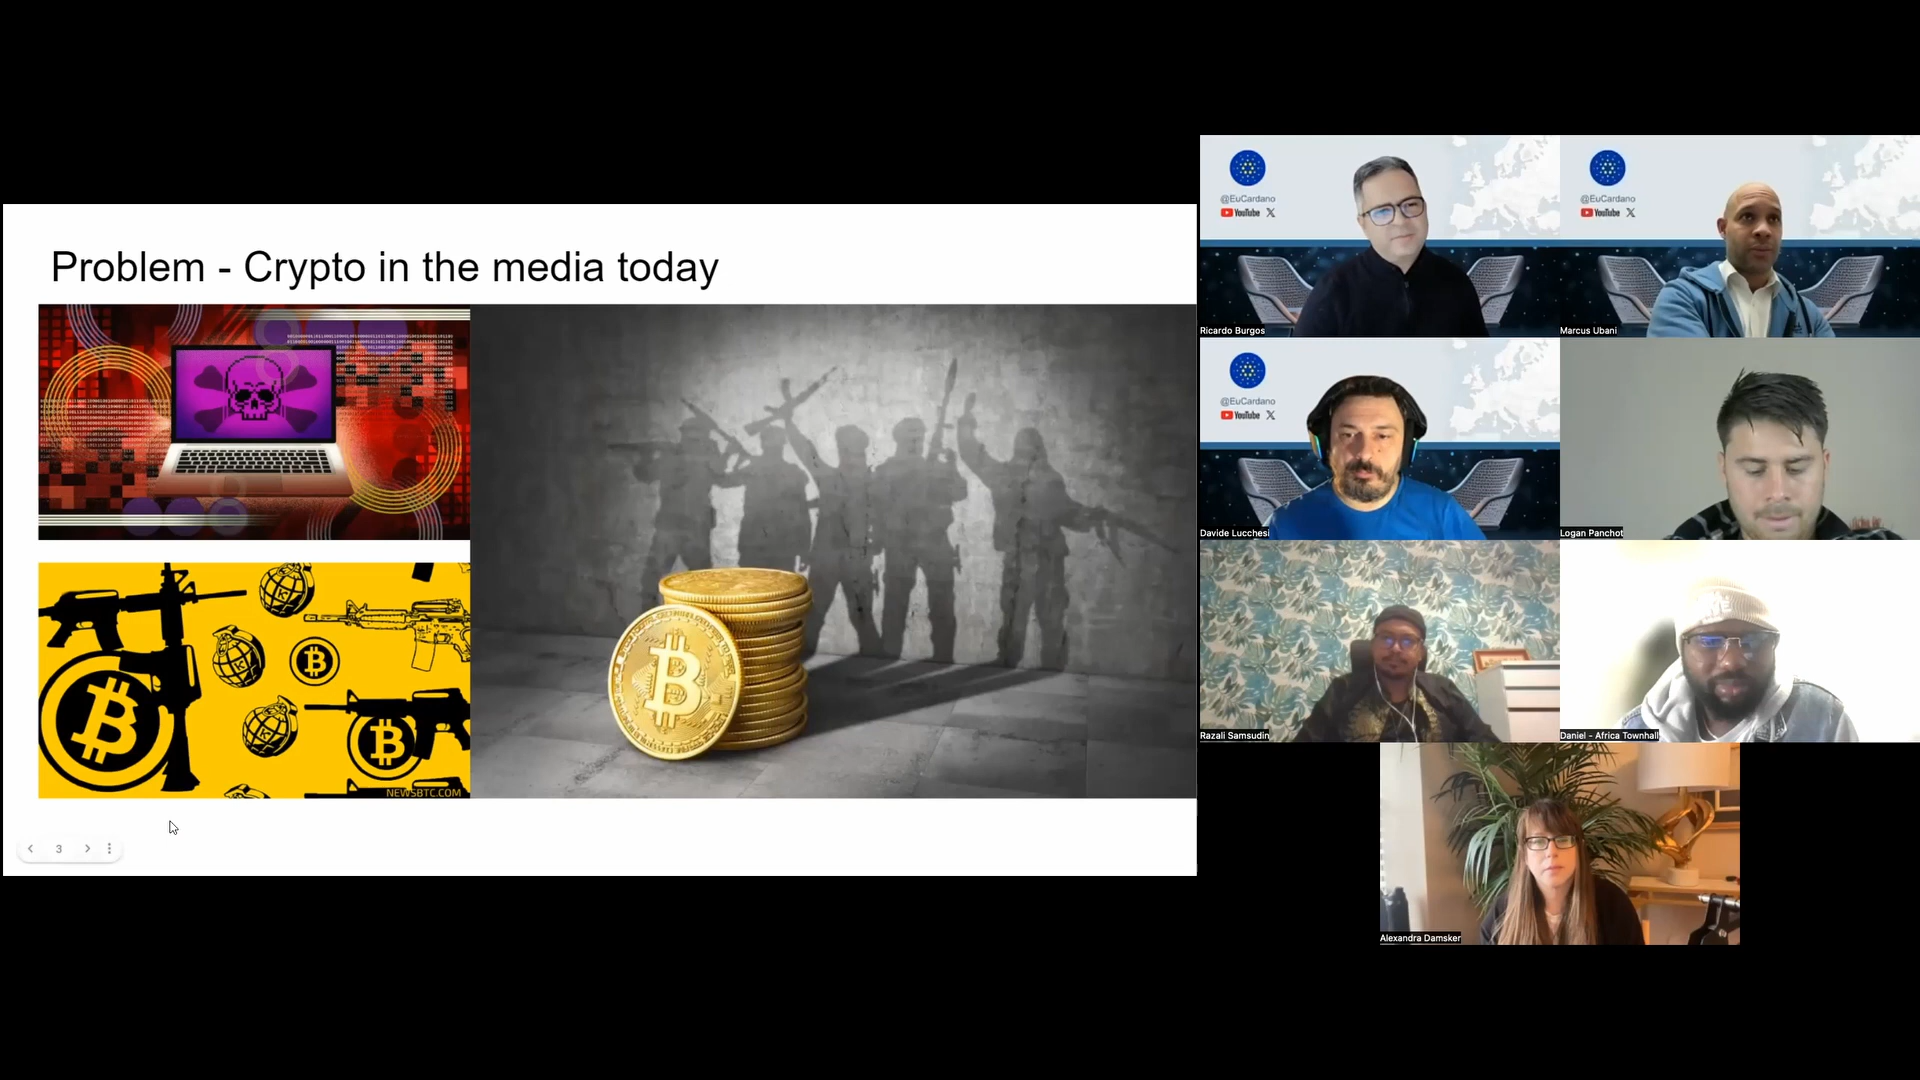 Problem - Crypto in the media today
NEWSBTC.COM
3
@EuCardano
YouTube X
Ricardo Burgos
@EuCardano
YouTube X
Marcus Ubani
@EuCardano
YouTube X
Davide Lucchesi
Logan Panchot
Razali Samsudin
Daniel - Africa Townhall
Alexandra Damsker